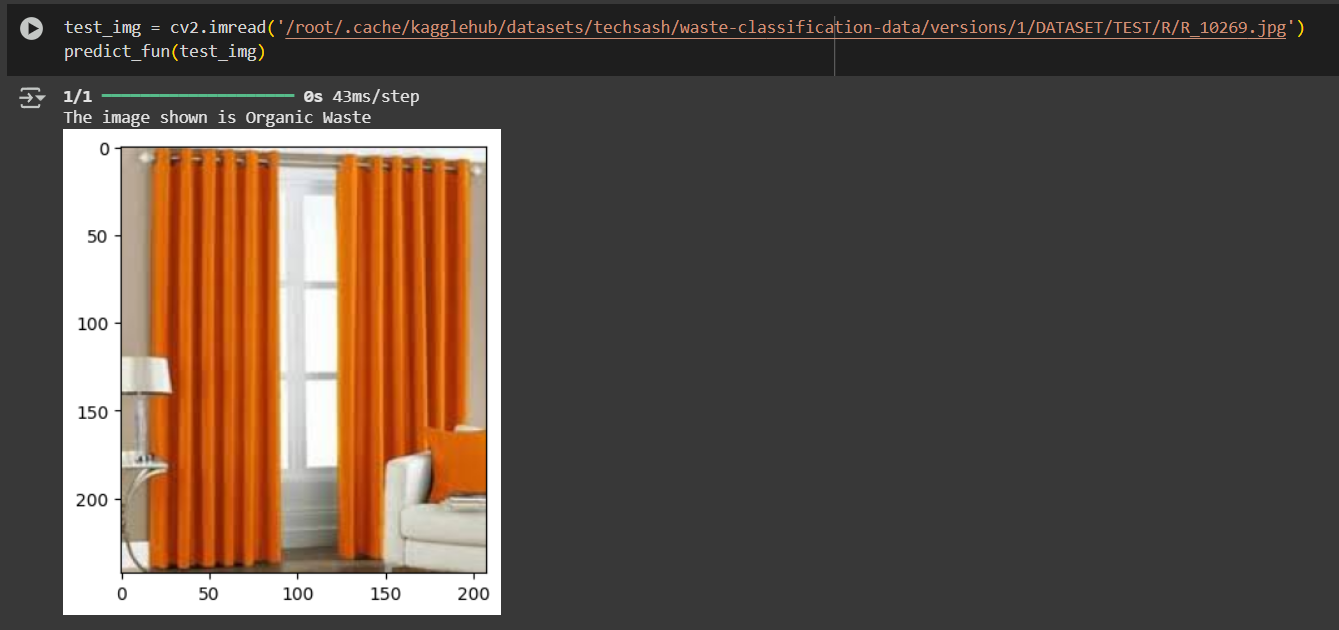 test_img = cv2.imread('/root/.cache/kagglehub/datasets/techsash/waste-classification-data/versions/1/DATASET/TEST/R/R_10269.jpg')
predict_fun(test_img)
1/1 ━━━━━━━━━━━━━━━━━━━━ 0s 43ms/step
The image shown is Organic Waste
0
50
100
150
200
0 50 100 150 200